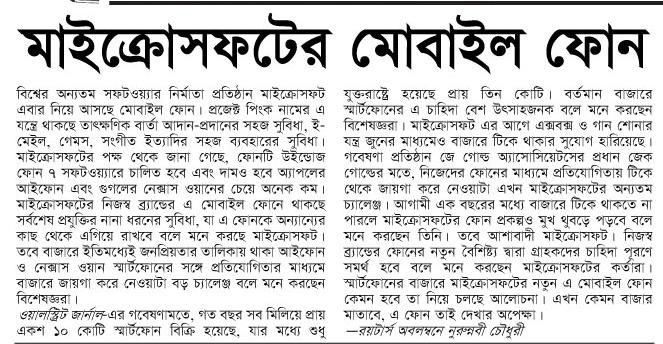 মাইক্রোসফটের মোবাইল ফোন
বিশ্বের অন্যতম সফটওয়্যার নির্মাতা প্রতিষ্ঠান মাইক্রোসফট
এবার নিয়ে আসছে মোবাইল ফোন। প্রজেক্ট পিংক নামের এ
যন্ত্রে থাকছে তাৎক্ষণিক বার্তা আদান-প্রদানের সহজ সুবিধা, ই-
মেইল, গেমস, সংগীত ইত্যাদির সহজ ব্যবহারের সুবিধা।
মাইক্রোসফটের পক্ষ থেকে জানা গেছে, ফোনটি উইন্ডোজ
ফোন ৭ সফটওয়্যারে চালিত হবে এবং দামও হবে অ্যাপলের
আইফোন এবং গুগলের নেক্সাস ওয়ানের চেয়ে অনেক কম।
মাইক্রোসফটের নিজস্ব ব্র্যান্ডের এ মোবাইল ফোনে থাকছে
সর্বশেষ প্রযুক্তির নানা ধরনের সুবিধা, যা এ ফোনকে অন্যান্যের
কাছ থেকে এগিয়ে রাখবে বলে মনে করছে মাইক্রোসফট।
তবে বাজারে ইতিমধ্যেই জনপ্রিয়তার তালিকায় থাকা আইফোন
ও নেক্সাস ওয়ান স্মার্টফোনের সঙ্গে প্রতিযোগিতার মাধ্যমে
বাজারে জায়গা করে নেওয়াটা বড় চ্যালেঞ্জ বলে মনে করছেন
বিশেষজ্ঞরা।
ওয়ালস্ট্রিট জার্নাল-এর গবেষণামতে, গত বছর সব মিলিয়ে প্রায়
একশ ১০ কোটি স্মার্টফোন বিক্রি হয়েছে, যার মধ্যে শুধু
যুক্তরাষ্ট্রে হয়েছে প্রায় তিন কোটি। বর্তমান বাজারে
স্মার্টফোনের এ চাহিদা বেশ উৎসাহজনক বলে মনে করছেন
বিশেষজ্ঞরা। মাইক্রোসফট এর আগে এক্সবক্স ও গান শোনার
যন্ত্র জুনের মাধ্যমেও বাজারে টিকে থাকার সুযোগ হারিয়েছে।
গবেষণা প্রতিষ্ঠান জে গোল্ড অ্যাসোসিয়েটসের প্রধান জেক
গোল্ডের মতে, নিজেদের ফোনের মাধ্যমে প্রতিযোগিতায় টিকে
থেকে জায়গা করে নেওয়াটা এখন মাইক্রোসফটের অন্যতম
চ্যালেঞ্জ। আগামী এক বছরের মধ্যে বাজারে টিকে থাকতে না
পারলে মাইক্রোসফটের ফোন প্রকল্পও মুখ থুবড়ে পড়বে বলে
মনে করছেন তিনি। তবে আশাবাদী মাইক্রোসফট। নিজস্ব
ব্র্যান্ডের ফোনের নতুন বৈশিষ্ট্য দ্বারা গ্রাহকদের চাহিদা পূরণে
সমর্থ হবে বলে মনে করছেন মাইক্রোসফটের কর্তারা।
স্মার্টফোনের বাজারে মাইক্রোসফটের নতুন এ মোবাইল ফোন
কেমন হবে তা নিয়ে চলছে আলোচনা। এখন কেমন বাজার
মাতাবে, এ ফোন তাই দেখার অপেক্ষা।
—রয়টার্স অবলম্বনে নুরুন্নবী চৌধুরী